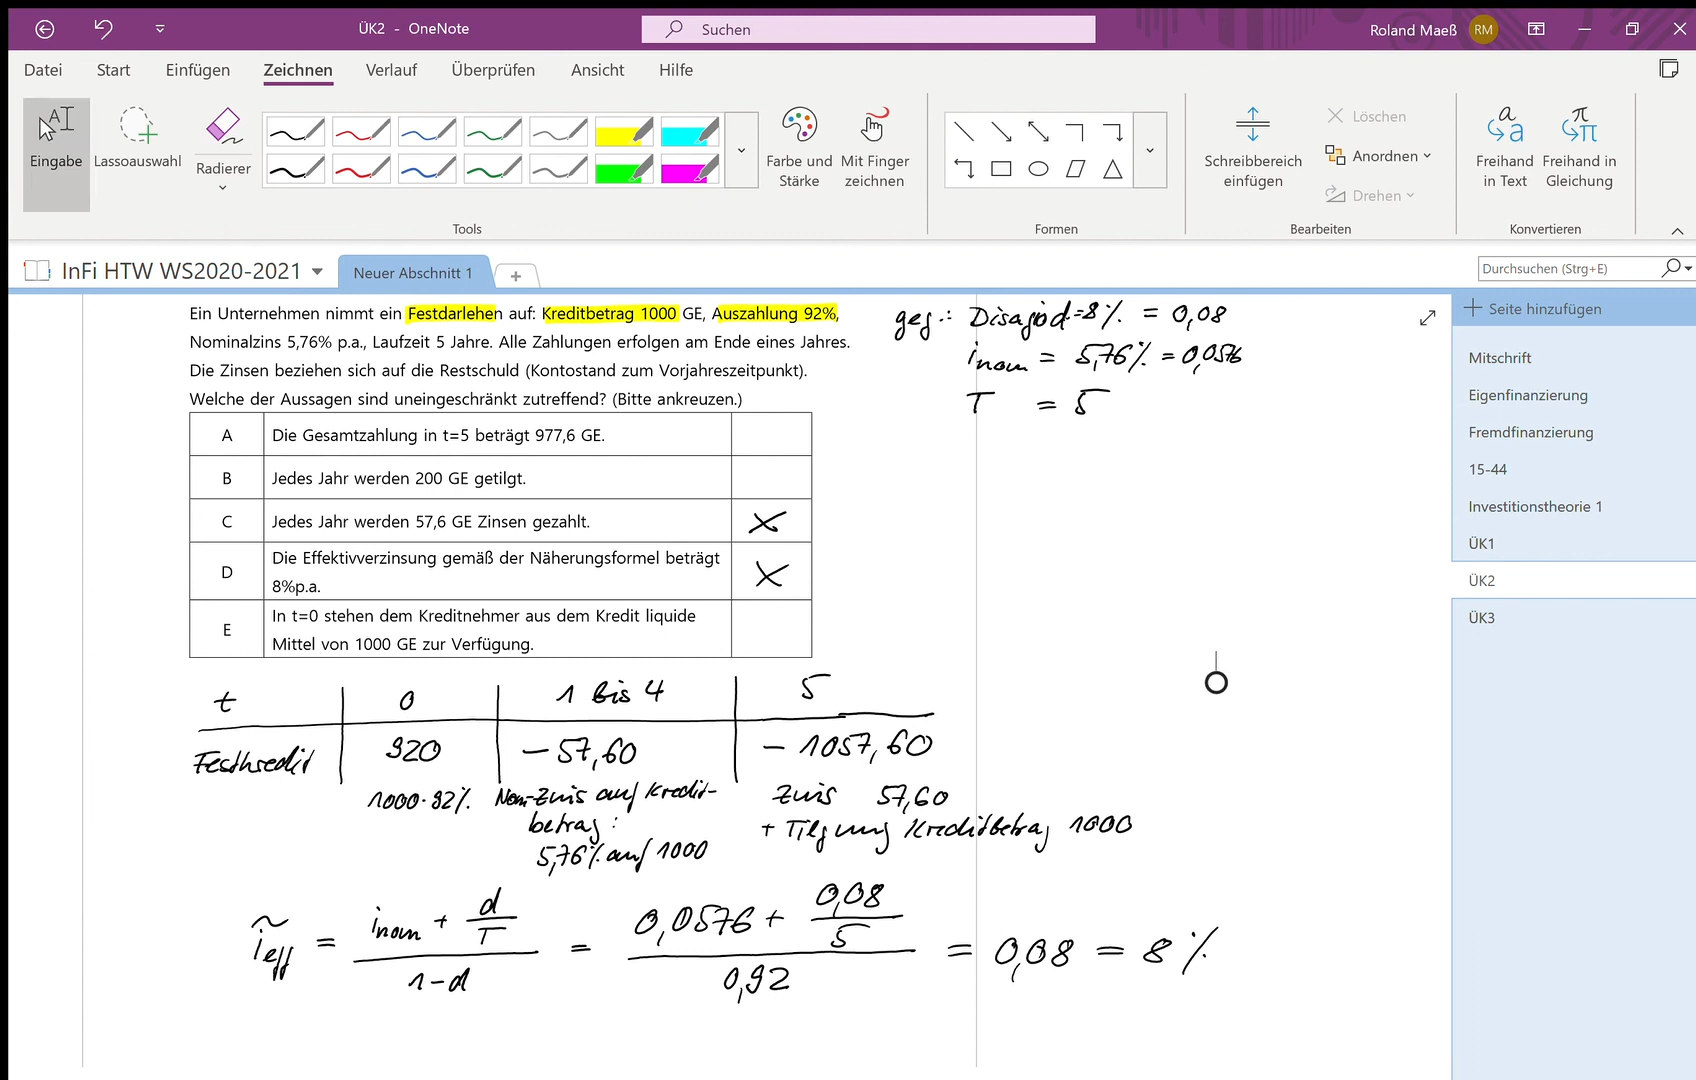 ÜK2 - OneNote
Suchen
Roland Maeß
RM
Datei
Start
Einfügen
Zeichnen
Verlauf
Überprüfen
Ansicht
Hilfe
Eingabe
Lassoauswahl
Radierer
Farbe und Stärke
Mit Finger zeichnen
Schreibbereich einfügen
Löschen
Anordnen
Drehen
Freihand in Text
Freihand in Gleichung
Tools
Formen
Bearbeiten
Konvertieren
InFi HTW WS2020-2021
Neuer Abschnitt 1
Durchsuchen (Strg+E)
Ein Unternehmen nimmt ein Festdarlehen auf: Kreditbetrag 1000 GE, Auszahlung 92%,
Nominalzins 5,76% p.a., Laufzeit 5 Jahre. Alle Zahlungen erfolgen am Ende eines Jahres.
Die Zinsen beziehen sich auf die Restschuld (Kontostand zum Vorjahreszeitpunkt).
Welche der Aussagen sind uneingeschränkt zutreffend? (Bitte ankreuzen.)
A Die Gesamtzahlung in t=5 beträgt 977,6 GE.
B Jedes Jahr werden 200 GE getilgt.
C Jedes Jahr werden 57,6 GE Zinsen gezahlt. X
D Die Effektivverzinsung gemäß der Näherungsformel beträgt
8%p.a. X
E In t=0 stehen dem Kreditnehmer aus dem Kredit liquide
Mittel von 1000 GE zur Verfügung.
geg.: Disagio d = 8% = 0,08
i nom = 5,76% = 0,0576
T = 5
t 0 1 bis 4 5
Festkredit 920 - 57,60 - 1057,60
1000·92% Nom-Zins auf Kredit-
betrag:
5,76% auf 1000
Zins 57,60
+ Tilgung Kreditbetrag 1000
ĩ eff = (i nom + d/T) / (1-d) = (0,0576 + 0,08/5) / 0,92 = 0,08 = 8%
Seite hinzufügen
Mitschrift
Eigenfinanzierung
Fremdfinanzierung
15-44
Investitionstheorie 1
ÜK1
ÜK2
ÜK3